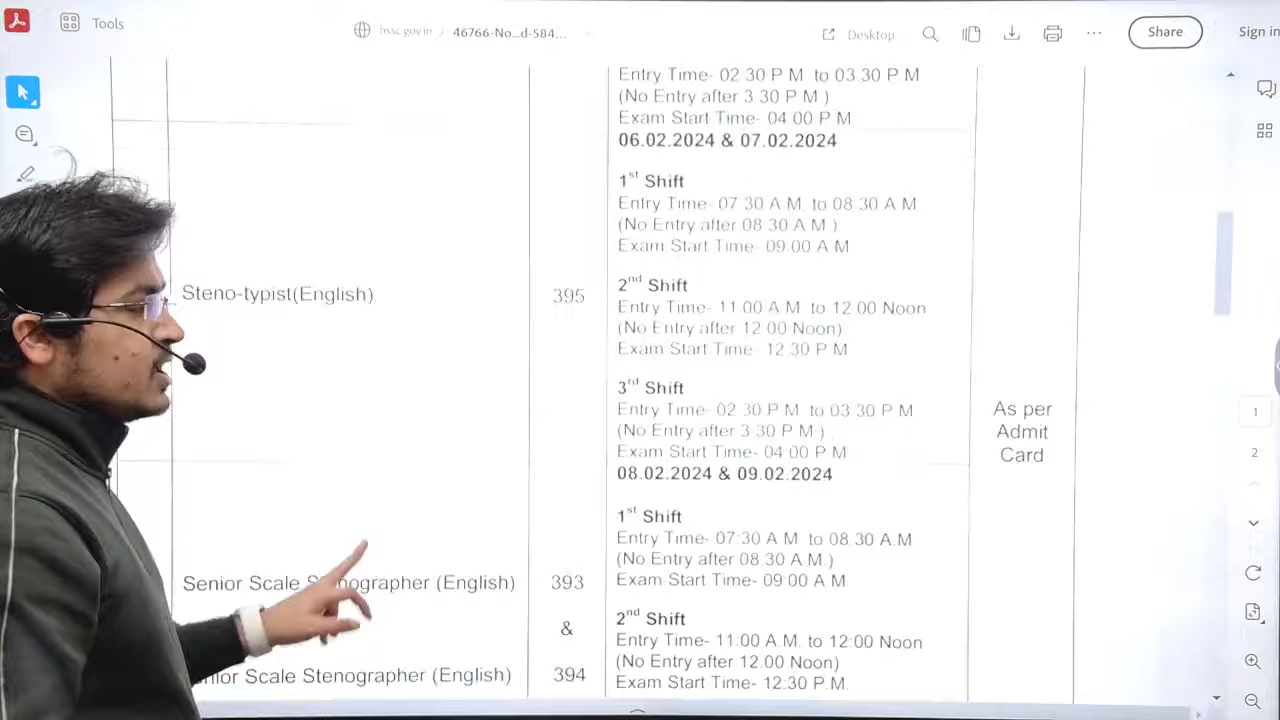 Tools
hssc.gov.in / 46766-No...d-584...
Desktop
Share
Sign in
Entry Time- 02 30 P M to 03.30 P M
(No Entry after 3 30 P M )
Exam Start Time- 04 00 P M
06.02.2024 & 07.02.2024
1st Shift
Entry Time- 07 30 A M. to 08 30 A M
(No Entry after 08 30 A M )
Exam Start Time- 09 00 A M
Steno-typist(English)
395
2nd Shift
Entry Time- 11 00 A M to 12 00 Noon
(No Entry after 12 00 Noon)
Exam Start Time- 12 30 P M
3rd Shift
Entry Time- 02 30 P M to 03 30 P M
(No Entry after 3 30 P M )
Exam Start Time- 04 00 P M
08.02.2024 & 09.02.2024
As per
Admit
Card
1
2
1st Shift
Entry Time- 07:30 A M to 08.30 A.M
(No Entry after 08 30 A M.)
Exam Start Time- 09 00 A M
Senior Scale Stenographer (English)
393
&
2nd Shift
Entry Time- 11:00 A.M. to 12:00 Noon
(No Entry after 12.00 Noon)
Exam Start Time- 12:30 P.M.
nior Scale Stenographer (English)
394